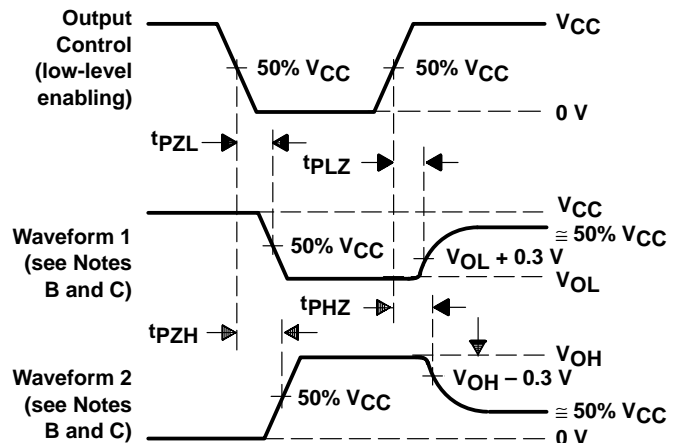 Output
Control
(low-level
enabling)
VCC
50% VCC
50% VCC
0 V
tPZL
tPLZ
VCC
Waveform 1
(see Notes
B and C)
50% VCC
≅ 50% VCC
VOL + 0.3 V
VOL
tPHZ
tPZH
VOH
Waveform 2
(see Notes
B and C)
50% VCC
VOH – 0.3 V
≅ 50% VCC
0 V